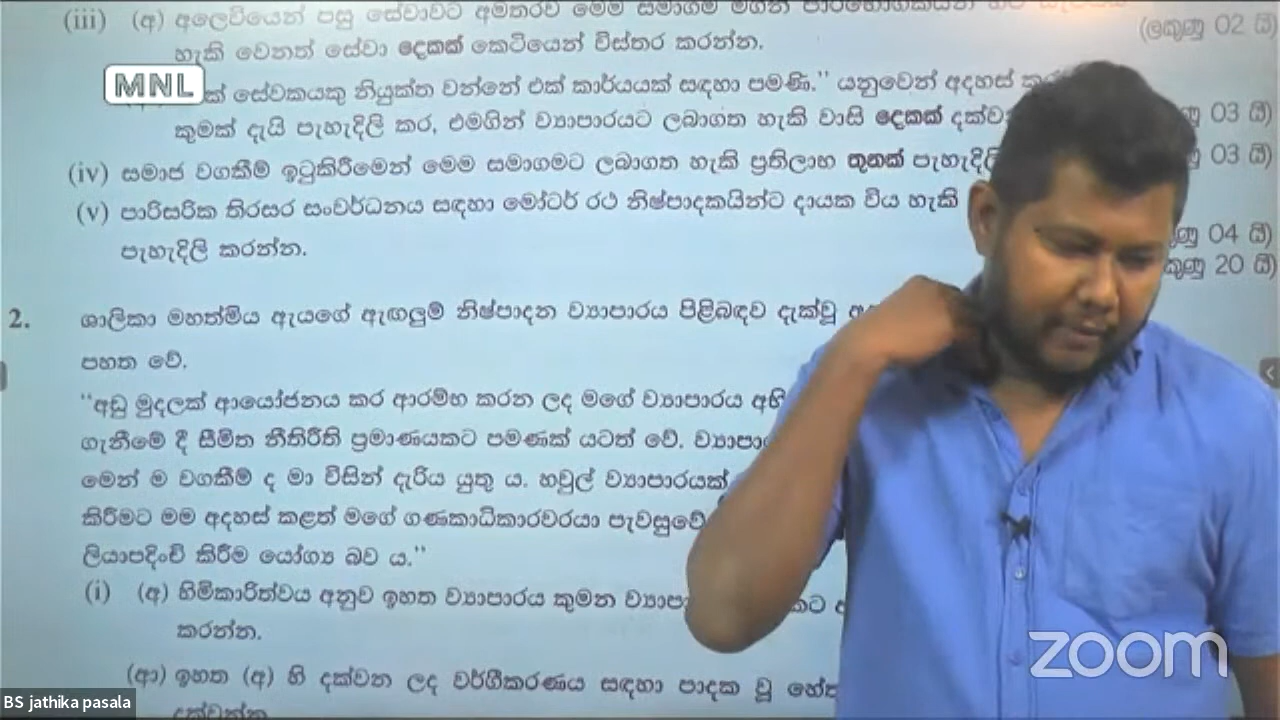 (iii) (අ) අලෙවියෙන් පසු සේවාවට අමතරව මෙම සමාගම මගින්
හැකි වෙනත් සේවා දෙකක් කෙටියෙන් විස්තර කරන්න. (ලකුණු 02 යි)
MNL
සේවකයකු නියුක්ත වන්නේ එක් කාර්යයක් සඳහා පමණි.'' යනුවෙන් අදහස්
කුමක් දැයි පැහැදිලි කර, එමගින් ව්‍යාපාරයට ලබාගත හැකි වාසි දෙකක් 03 යි)
(iv) සමාජ වගකීම් ඉටුකිරීමෙන් මෙම සමාගමට ලබාගත හැකි ප්‍රතිලාභ තුනක් 03 යි)
(v) පාරිසරික තිරසර සංවර්ධනය සඳහා මෝටර් රථ නිෂ්පාදකයින්ට දායක විය හැකි
පැහැදිලි කරන්න. 04 යි)
20 යි)
2. ශාලිකා මහත්මිය ඇයගේ ඇඟලුම් නිෂ්පාදන ව්‍යාපාරය පිළිබඳව දැක්වූ
පහත වේ.
''අඩු මුදලක් ආයෝජනය කර ආරම්භ කරන ලද මගේ ව්‍යාපාරය
ගැනීමේ දී සීමිත නීතිරීති ප්‍රමාණයකට පමණක් යටත් වේ.
මෙන් ම වගකීම් ද මා විසින් දැරිය යුතු ය. හවුල් ව්‍යාපාරයක්
කිරීමට මම අදහස් කළත් මගේ ගණකාධිකාරවරයා පැවසුවේ
ලියාපදිංචි කිරීම යෝග්‍ය බව ය.''
(i) (අ) හිමිකාරිත්වය අනුව ඉහත ව්‍යාපාරය කුමන
කරන්න.
(ආ) ඉහත (අ) හි දක්වන ලද වර්ගීකරණය සඳහා පාදක වූ
දක්වන්න.
zoom
BS jathika pasala